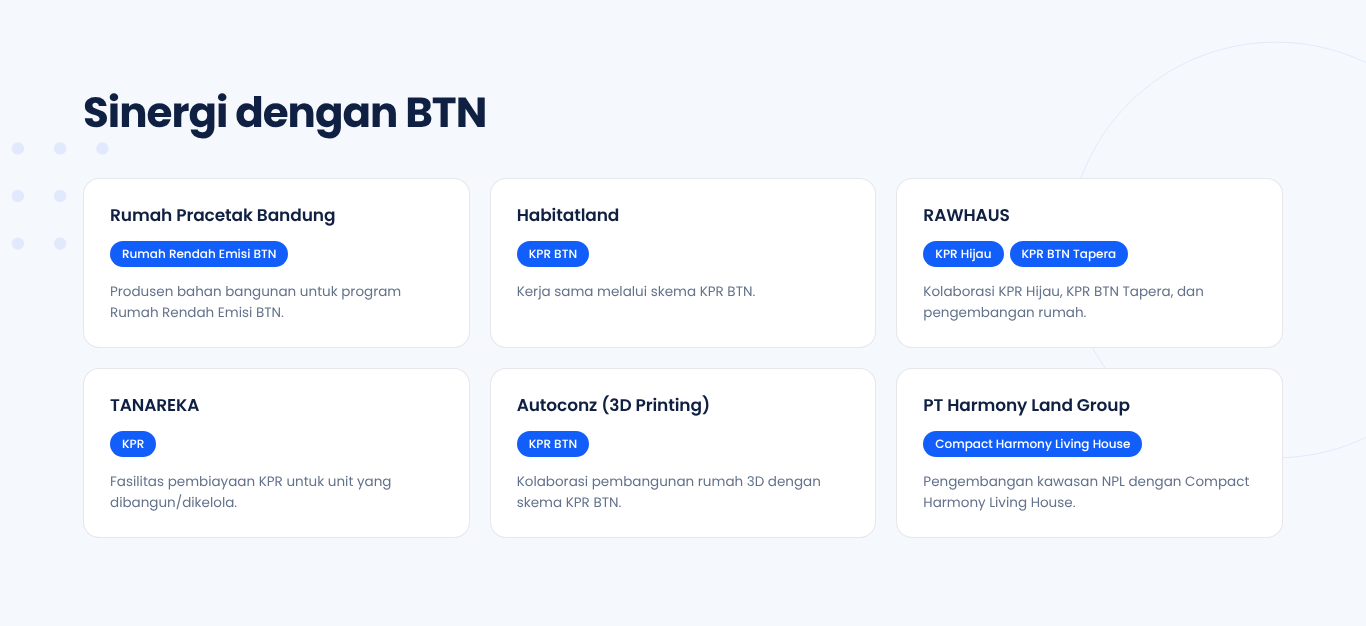 Sinergi dengan BTN
Rumah Pracetak Bandung
Rumah Rendah Emisi BTN
Produsen bahan bangunan untuk program
Rumah Rendah Emisi BTN.
Habitatland
KPR BTN
Kerja sama melalui skema KPR BTN.
RAWHAUS
KPR Hijau KPR BTN Tapera
Kolaborasi KPR Hijau, KPR BTN Tapera, dan
pengembangan rumah.
TANAREKA
KPR
Fasilitas pembiayaan KPR untuk unit yang
dibangun/dikelola.
Autoconz (3D Printing)
KPR BTN
Kolaborasi pembangunan rumah 3D dengan
skema KPR BTN.
PT Harmony Land Group
Compact Harmony Living House
Pengembangan kawasan NPL dengan Compact
Harmony Living House.